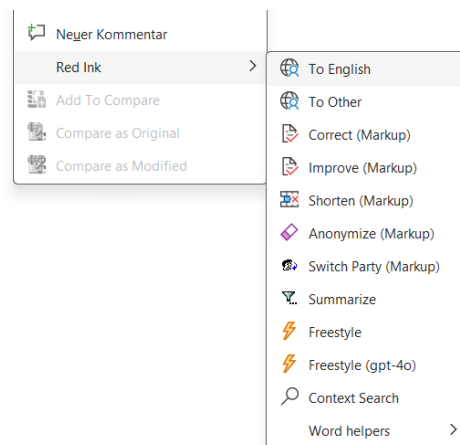 Neuer Kommentar
Red Ink
Add To Compare
Compare as Original
Compare as Modified
To English
To Other
Correct (Markup)
Improve (Markup)
Shorten (Markup)
Anonymize (Markup)
Switch Party (Markup)
Summarize
Freestyle
Freestyle (gpt-4o)
Context Search
Word helpers